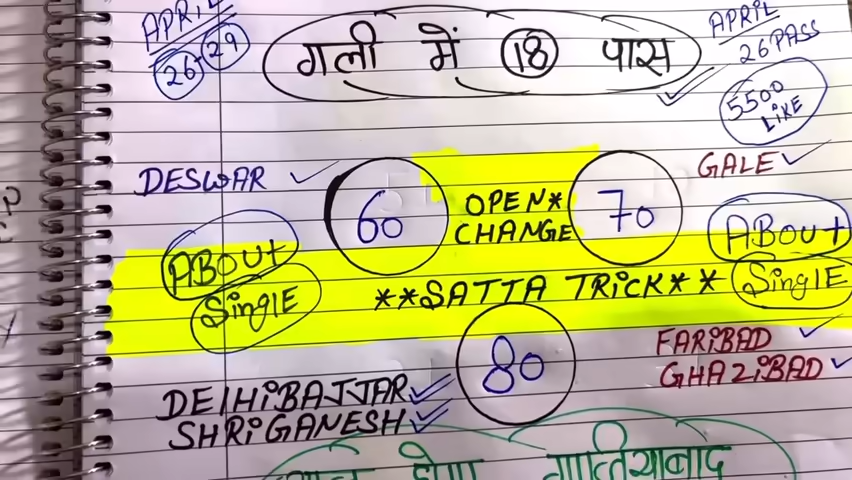 APRIL
26-29
गली में 18 पास
APRIL
26 PASS
5500
LIKE
DESWAR
60
OPEN*
CHANGE
70
GALE
ABOUt
SinglE
**SATTA TRiCK**
ABOUt
SinglE
80
FARiBAD
GHAZiBAD
DElHiBAJJAR
SHRiGANESH
होगा